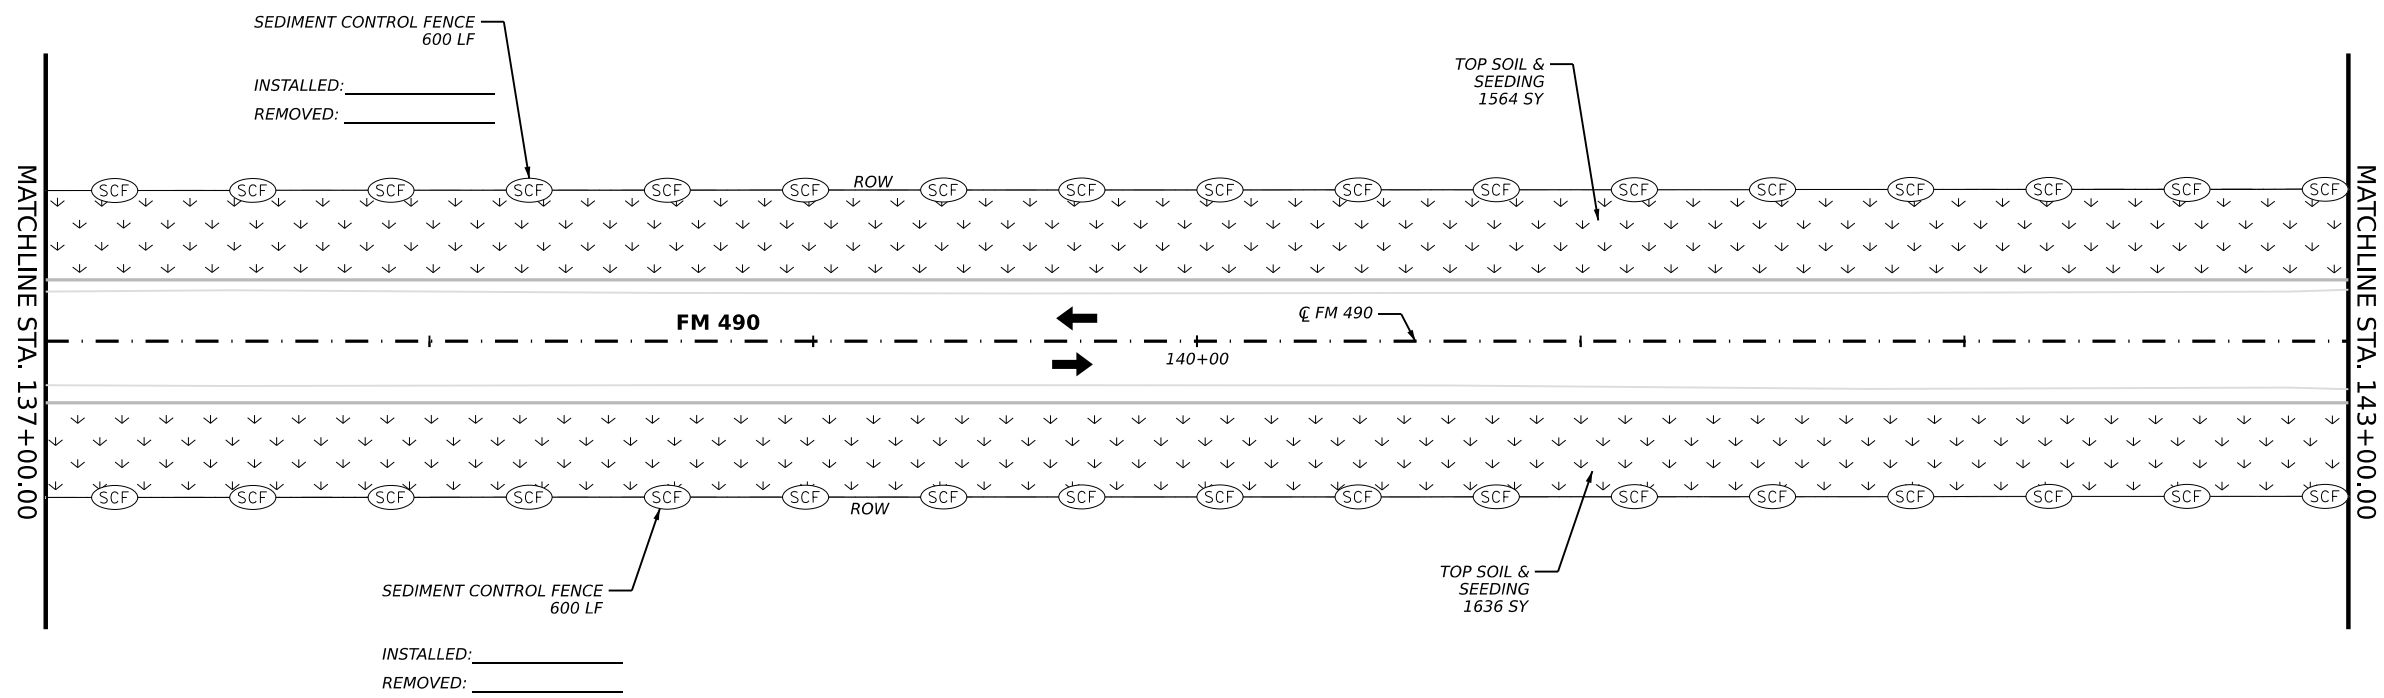 SEDIMENT CONTROL FENCE
600 LF
INSTALLED:
REMOVED:
TOP SOIL &
SEEDING
1564 SY
MATCHLINE STA. 137+00.00
MATCHLINE STA. 143+00.00
SCF SCF SCF SCF SCF SCF ROW SCF SCF SCF SCF SCF SCF SCF SCF SCF SCF SCF
FM 490
℄ FM 490
140+00
SCF SCF SCF SCF SCF SCF SCF SCF SCF SCF SCF SCF SCF SCF SCF SCF SCF
ROW
TOP SOIL &
SEEDING
1636 SY
SEDIMENT CONTROL FENCE
600 LF
INSTALLED:
REMOVED: